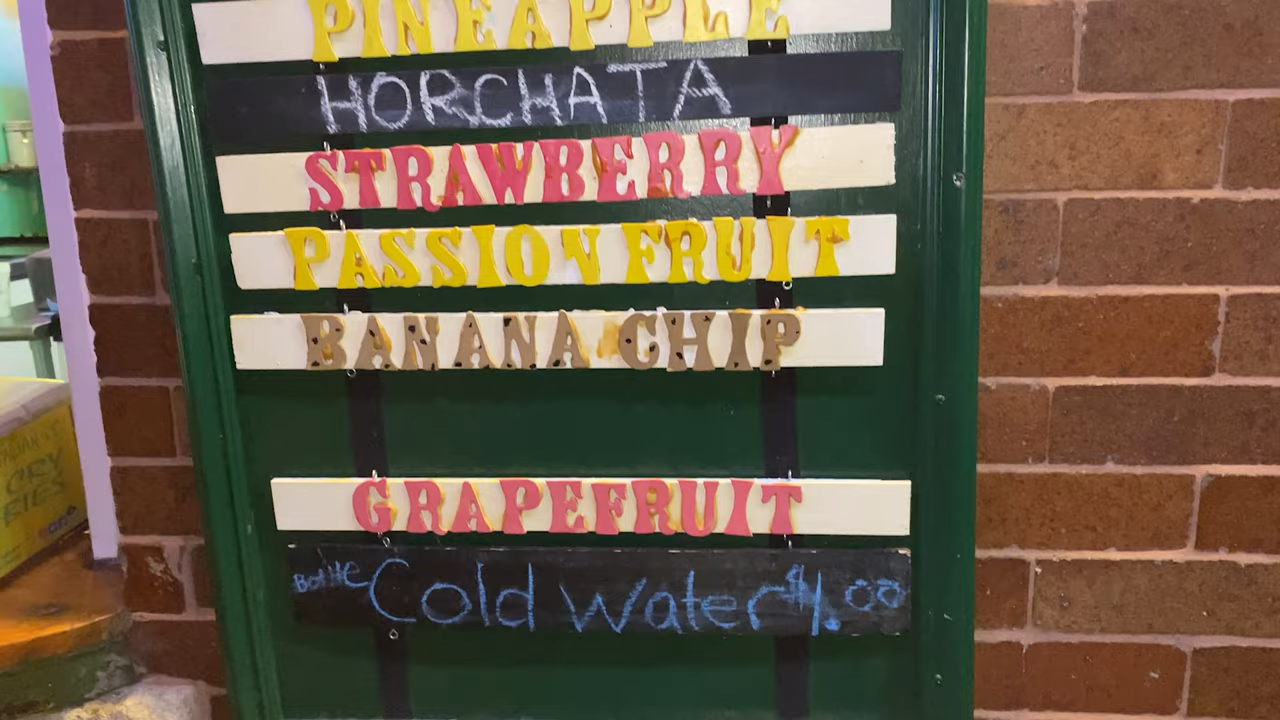 PINEAPPLE
HORCHATA
STRAWBERRY
PASSION FRUIT
BANANA CHIP
GRAPEFRUIT
Bottle Cold Water $1.00